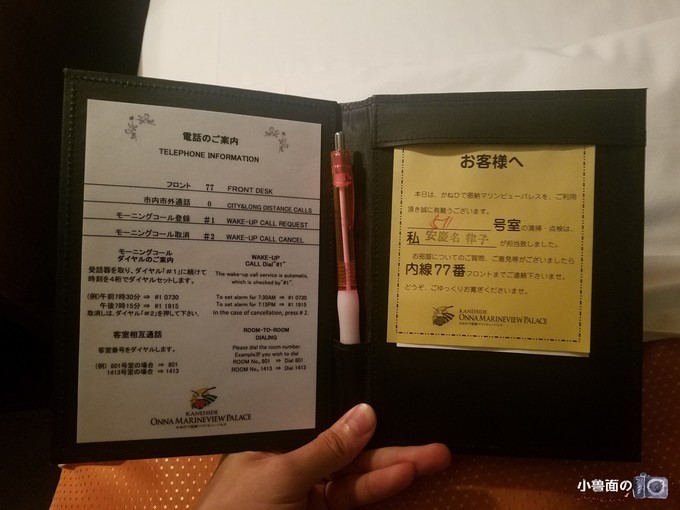 電話のご案内
TELEPHONE INFORMATION
フロント 77 FRONT DESK
市内市外通話 0 CITY&LONG DISTANCE CALLS
モーニングコール登録 #1 WAKE-UP CALL REQUEST
モーニングコール取消 #2 WAKE-UP CALL CANCEL
モーニングコール
ダイヤルのご案内
受話器を取り、ダイヤル「#1」に続けて
時刻を4桁でダイヤルセットします。
(例)午前7時30分 ⇒ #1 0730
午後7時15分 ⇒ #1 1915
取消しは、ダイヤル「#2」を押して下さい.
WAKE-UP
CALL Dial"#1"
The wake-up call service is automatic,
which is checked by"#1"
To set alarm for 7:30AM ⇒ #1 0730
To set alarm for 7:15PM ⇒ #1 1915
In the case of cancellation, press # 2.
客室相互通話
客室番号をダイヤルします。
(例) 801号室の場合 ⇒ 801
1413号室の場合 ⇒ 1413
ROOM-TO-ROOM
DIALING
Please dial the room number.
Example)If you wish to dial
ROOM No, 801 ⇒ Dial 801
ROOM No, 1413 ⇒ Dial 1413
KANEHIDE
ONNA MARINEVIEW PALACE
お客様へ
本日は、かねひで恩納マリンビューパレスを、ご利用
頂き誠に有難うございます。
号室の清掃・点検は、
私 安慶名 律子 が担当致しました。
お部屋についてのご質問、ご意見等がございましたら
内線77番 フロントまでご連絡下さいませ。
どうぞ、ごゆっくりお寛ぎくださいませ。
KANEHIDE
ONNA MARINEVIEW PALACE
小魯面の